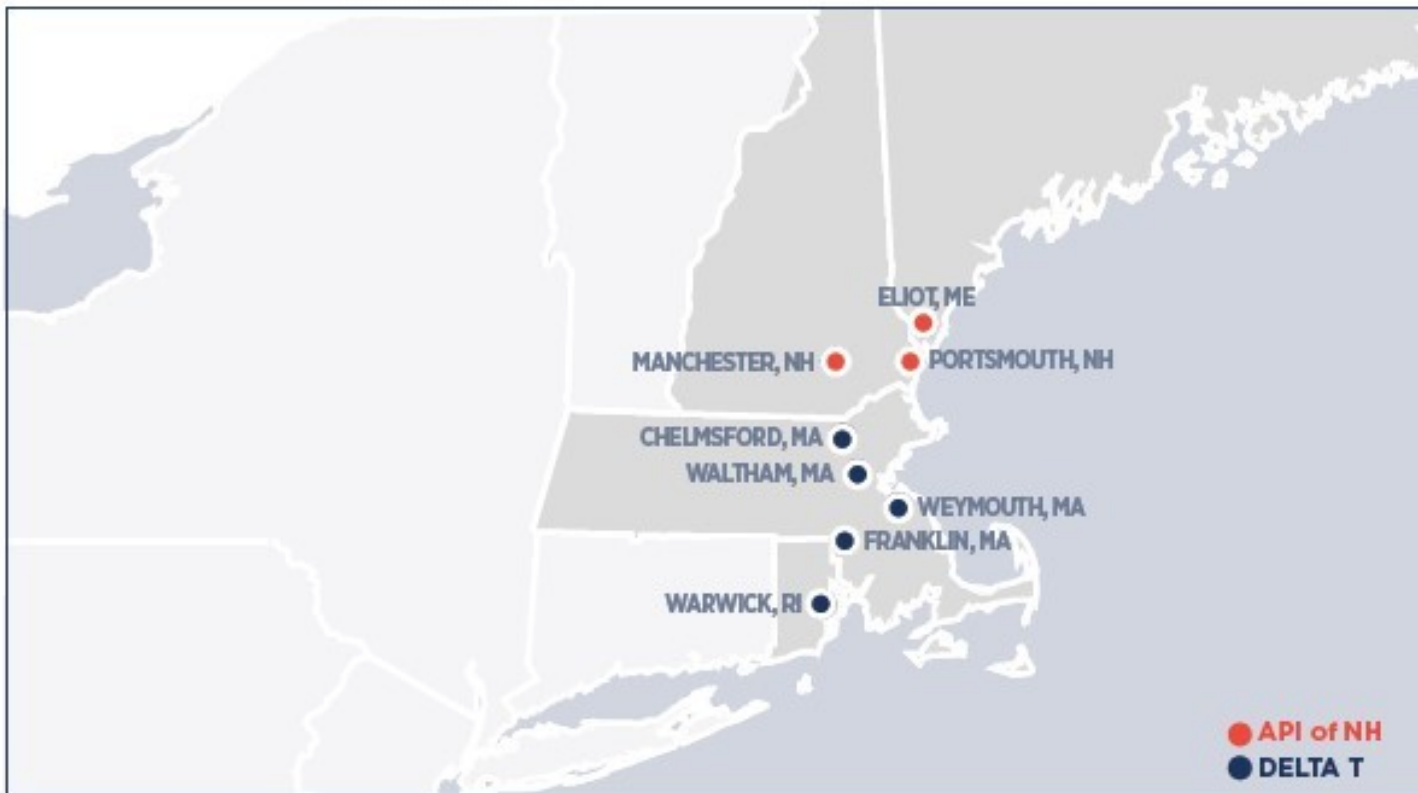 ELIOT, ME
MANCHESTER, NH
PORTSMOUTH, NH
CHELMSFORD, MA
WALTHAM, MA
WEYMOUTH, MA
FRANKLIN, MA
WARWICK, RI
API of NH
DELTA T